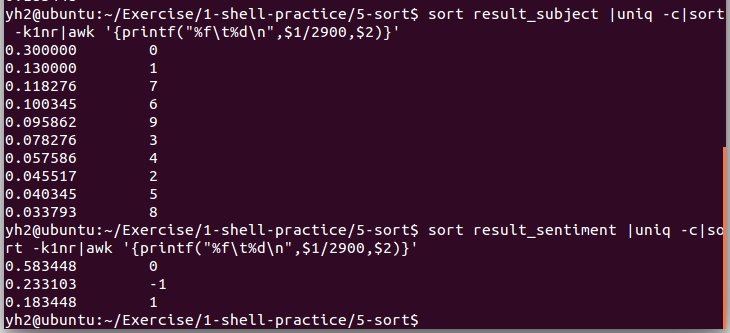 yh2@ubuntu:~/Exercise/1-shell-practice/5-sort$ sort result_subject |uniq -c|sort
 -k1nr|awk '{printf("%f\t%d\n",$1/2900,$2)}'
0.300000	0
0.130000	1
0.118276	7
0.100345	6
0.095862	9
0.078276	3
0.057586	4
0.045517	2
0.040345	5
0.033793	8
yh2@ubuntu:~/Exercise/1-shell-practice/5-sort$ sort result_sentiment |uniq -c|so
rt -k1nr|awk '{printf("%f\t%d\n",$1/2900,$2)}'
0.583448	0
0.233103	-1
0.183448	1
yh2@ubuntu:~/Exercise/1-shell-practice/5-sort$